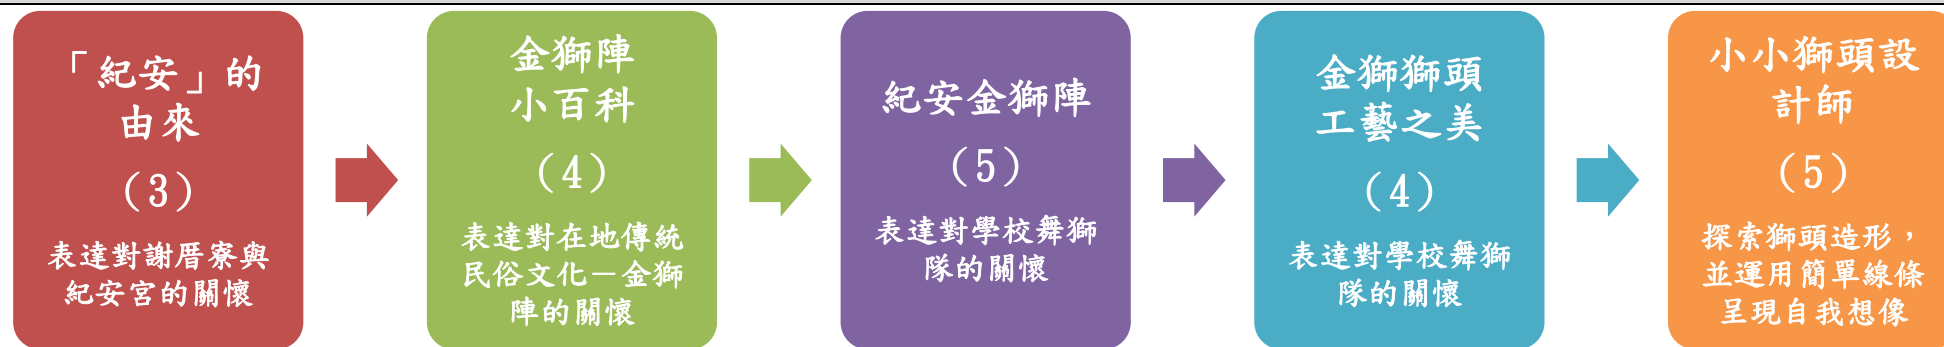 「紀安」的
由來
（3）
表達對謝厝寮與
紀安宮的關懷
金獅陣
小百科
（4）
表達對在地傳統
民俗文化－金獅
陣的關懷
紀安金獅陣
（5）
表達對學校舞獅
隊的關懷
金獅獅頭
工藝之美
（4）
表達對學校舞獅
隊的關懷
小小獅頭設
計師
（5）
探索獅頭造形，
並運用簡單線條
呈現自我想像